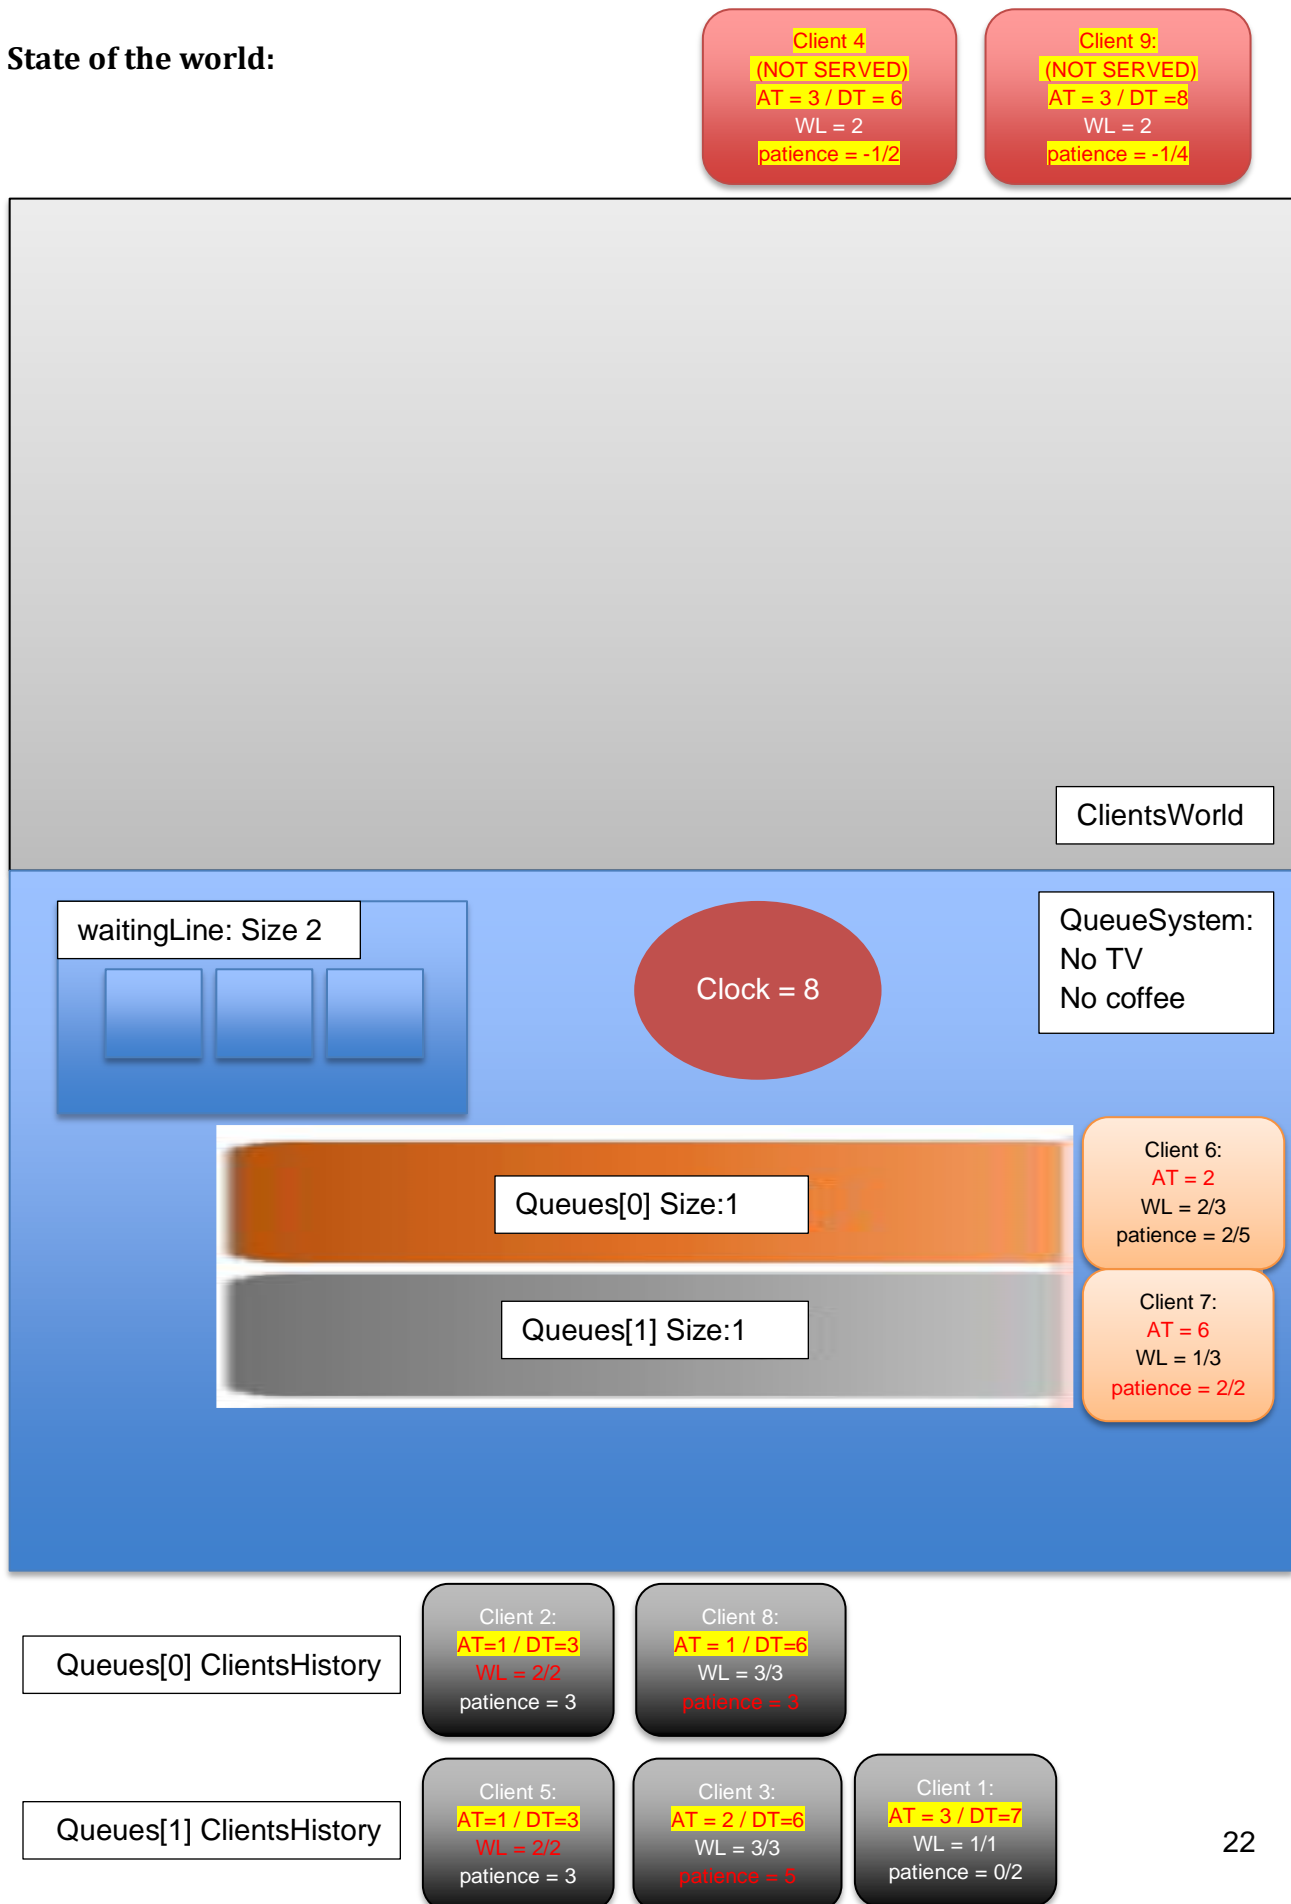 State of the world:
Client 4
(NOT SERVED)
AT = 3 / DT = 6
WL = 2
patience = -1/2
Client 9:
(NOT SERVED)
AT = 3 / DT =8
WL = 2
patience = -1/4
ClientsWorld
waitingLine: Size 2
Clock = 8
QueueSystem:
No TV
No coffee
Queues[0] Size:1
Client 6:
AT = 2
WL = 2/3
patience = 2/5
Queues[1] Size:1
Client 7:
AT = 6
WL = 1/3
patience = 2/2
Queues[0] ClientsHistory
Client 2:
AT=1 / DT=3
WL = 2/2
patience = 3
Client 8:
AT = 1 / DT=6
WL = 3/3
patience = 3
Queues[1] ClientsHistory
Client 5:
AT=1 / DT=3
WL = 2/2
patience = 3
Client 3:
AT = 2 / DT=6
WL = 3/3
patience = 5
Client 1:
AT = 3 / DT=7
WL = 1/1
patience = 0/2
22